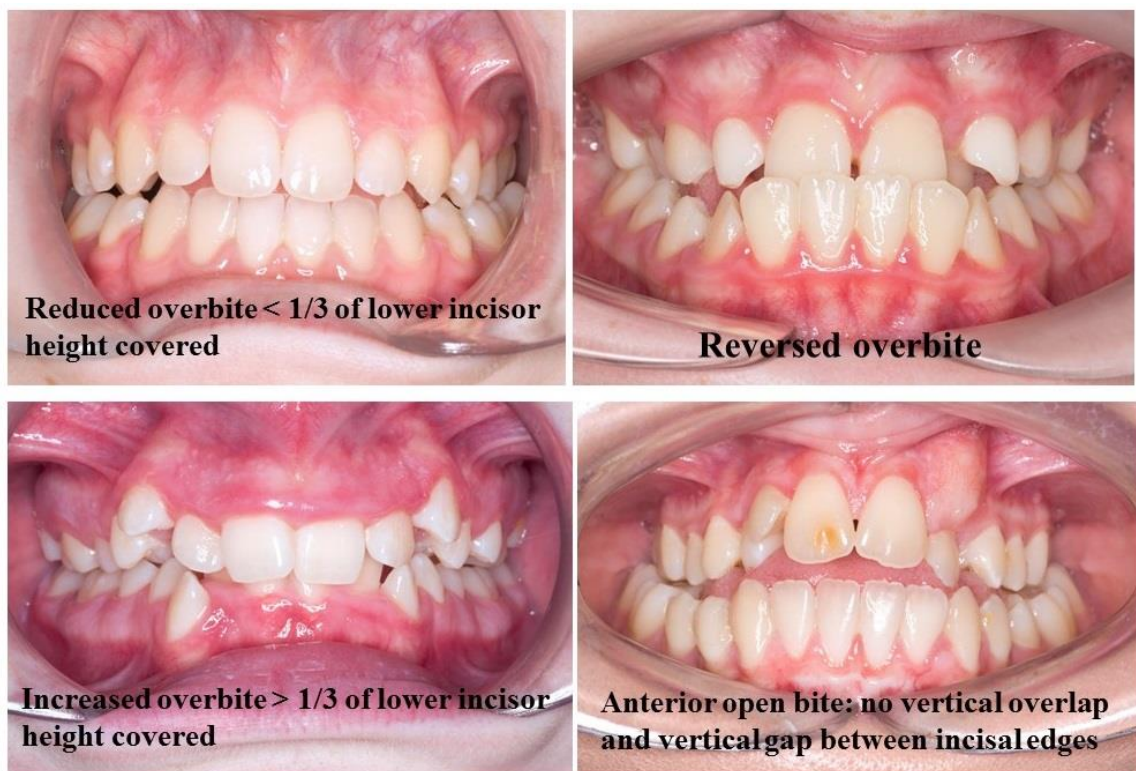 Reduced overbite < 1/3 of lower incisor
height covered
Reversed overbite
Increased overbite > 1/3 of lower incisor
height covered
Anterior open bite: no vertical overlap
and vertical gap between incisal edges